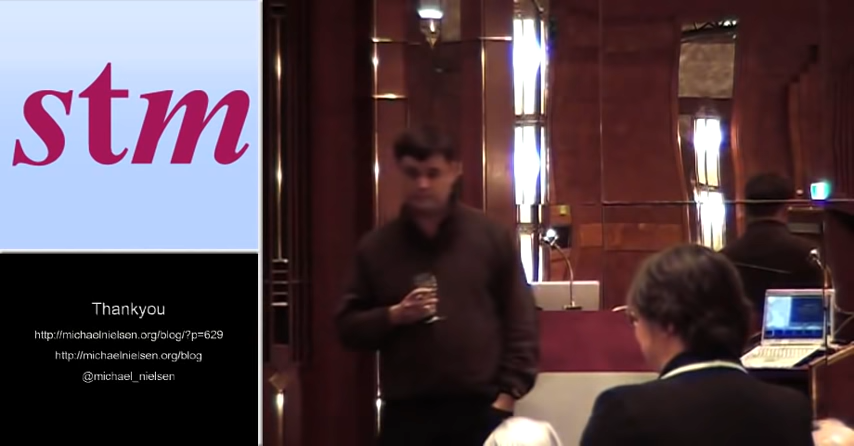 stm
Thankyou
http://michaelnielsen.org/blog/?p=629
http://michaelnielsen.org/blog
@michael_nielsen